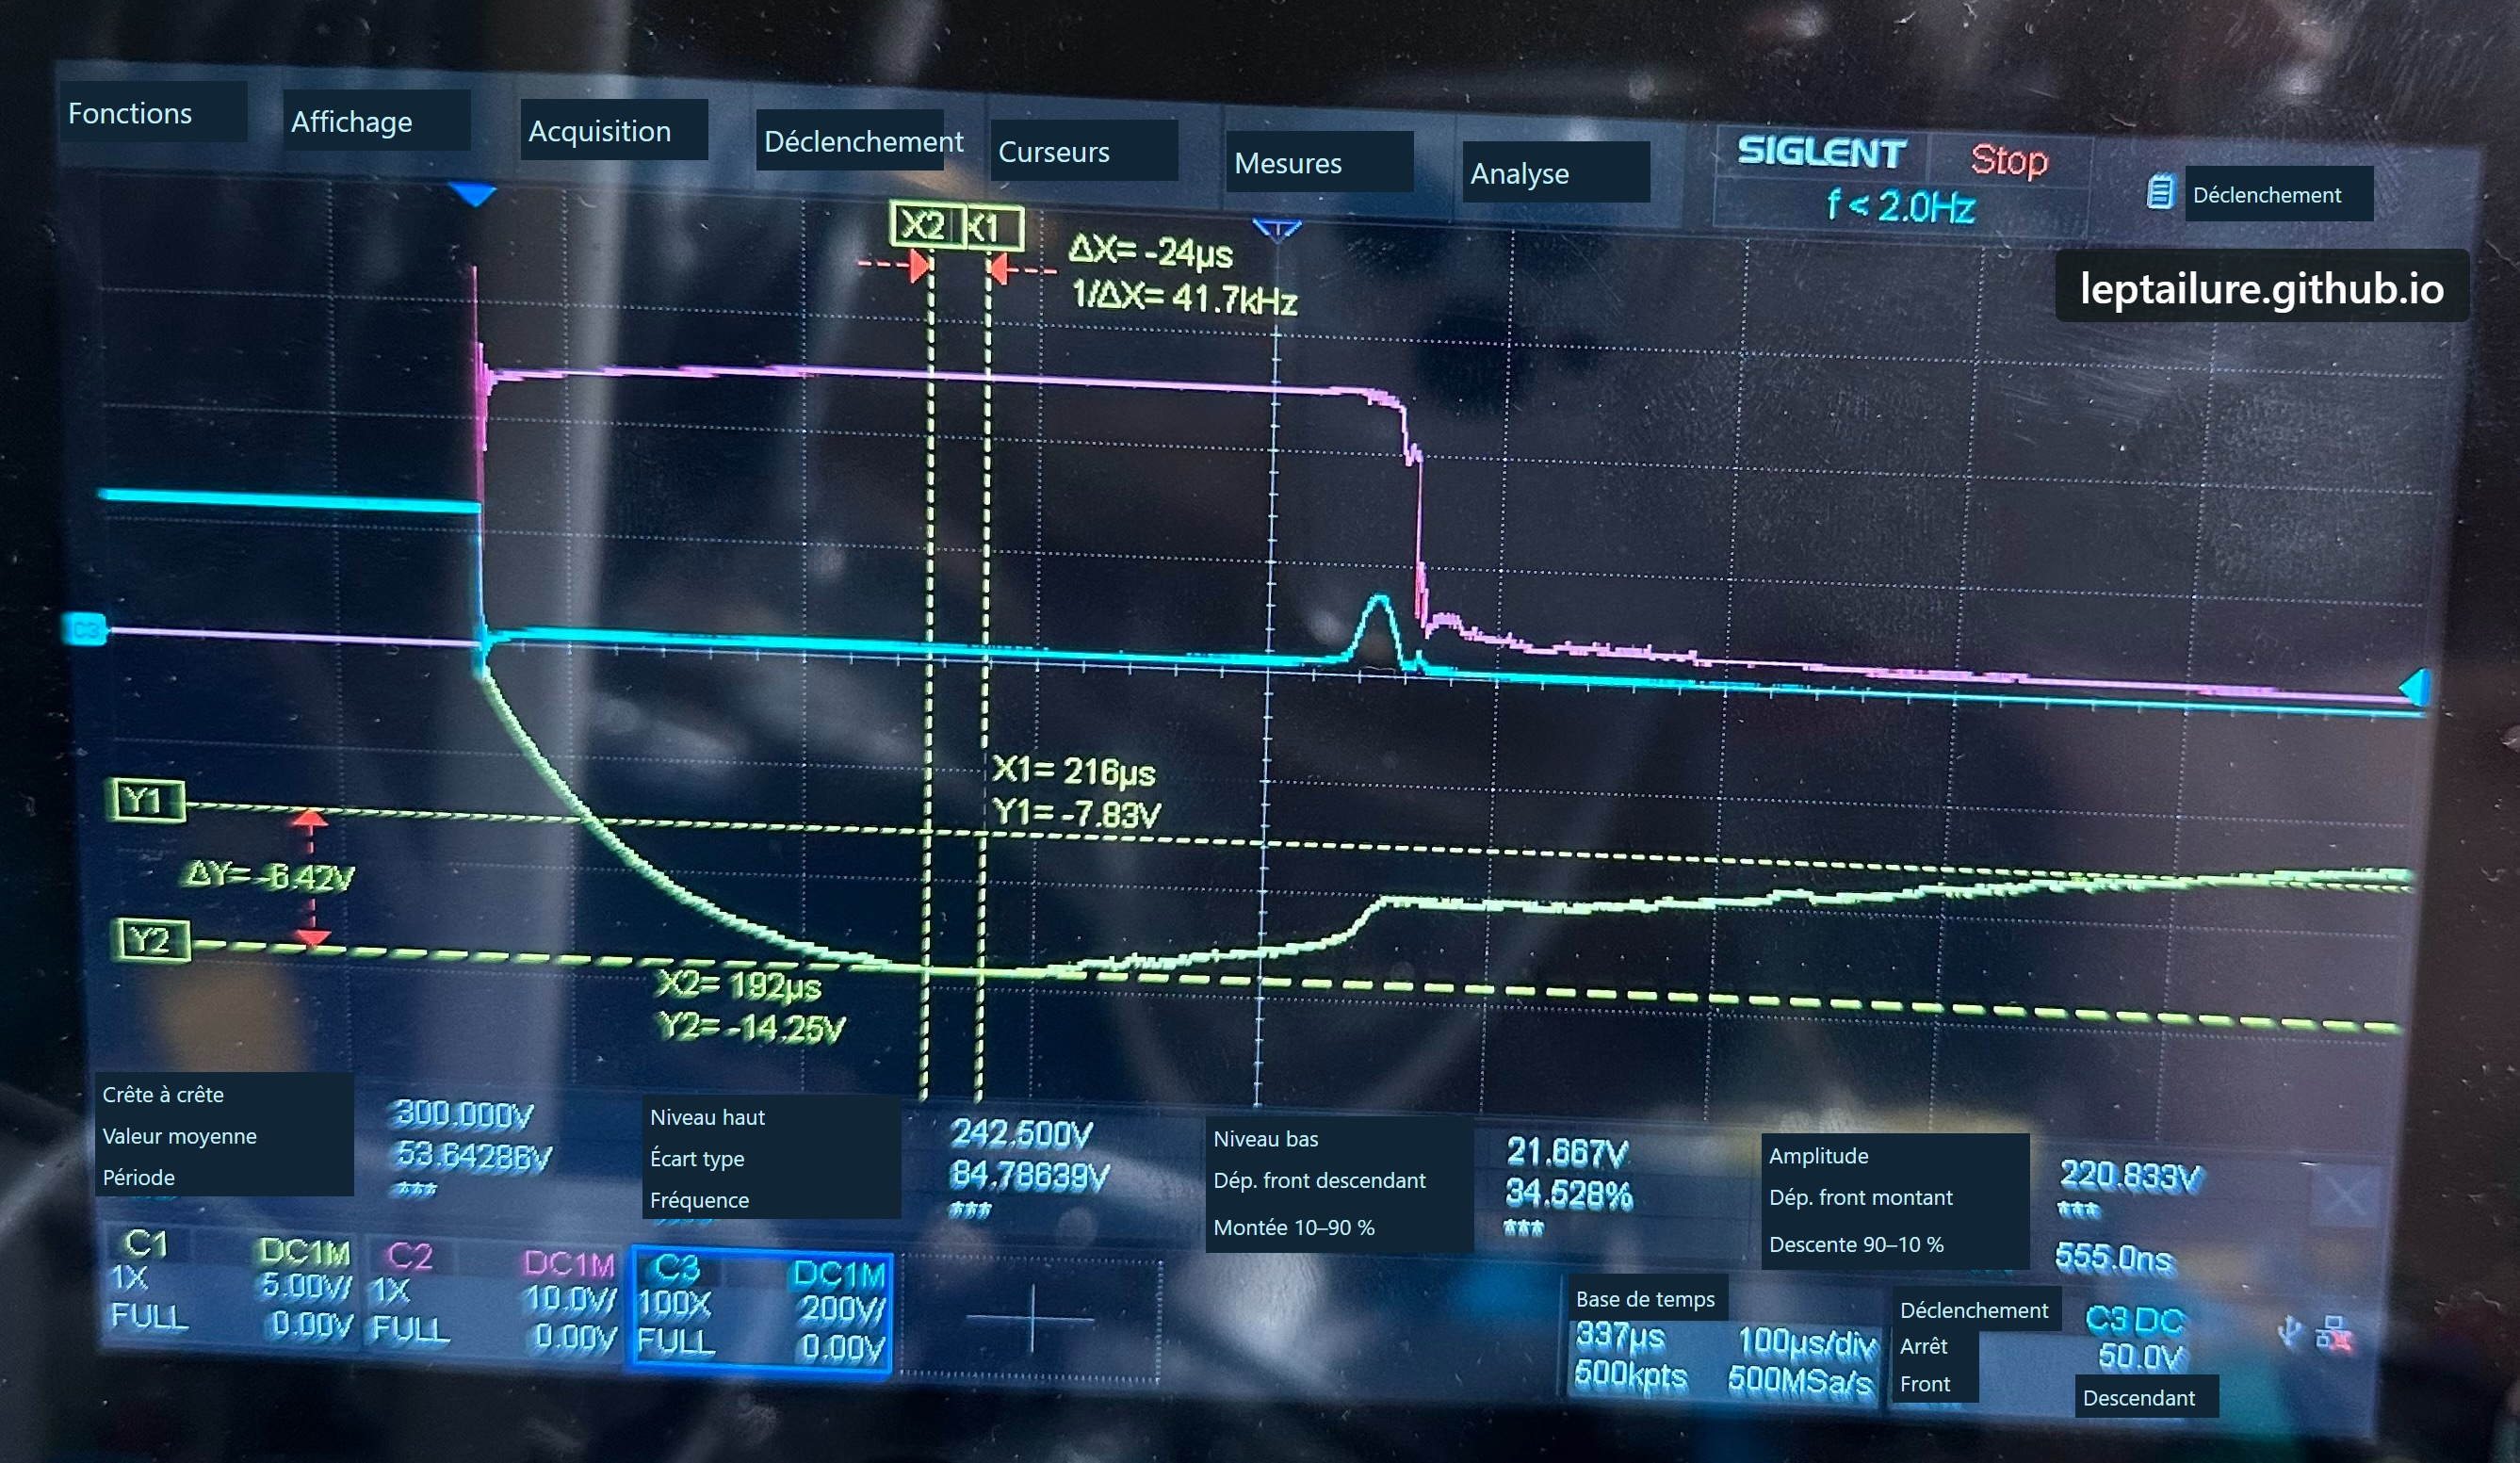 Fonctions
Affichage
Acquisition
Déclenchement
Curseurs
Mesures
Analyse
SIGLENT
Stop
f < 2.0Hz
Déclenchement
leptailure.github.io
X2
X1
ΔX= -24µs
1/ΔX= 41.7kHz
C3
X1= 216µs
Y1= -7.83V
Y1
ΔY= -6.42V
Y2
X2= 192µs
Y2= -14.25V
Crête à crête
300.000V
Niveau haut
242.500V
Niveau bas
21.667V
Amplitude
220.833V
Valeur moyenne
53.64286V
Écart type
84.78639V
Dép. front descendant
34.528%
Dép. front montant
***
Période
***
Fréquence
***
Montée 10–90 %
***
Descente 90–10 %
555.0ns
C1
DC1M
1X
5.00V/
FULL
0.00V
C2
DC1M
1X
10.0V/
FULL
0.00V
C3
DC1M
100X
200V/
FULL
0.00V
Base de temps
337µs
100µs/div
500kpts
500MSa/s
Déclenchement
C3 DC
Arrêt
50.0V
Front
Descendant